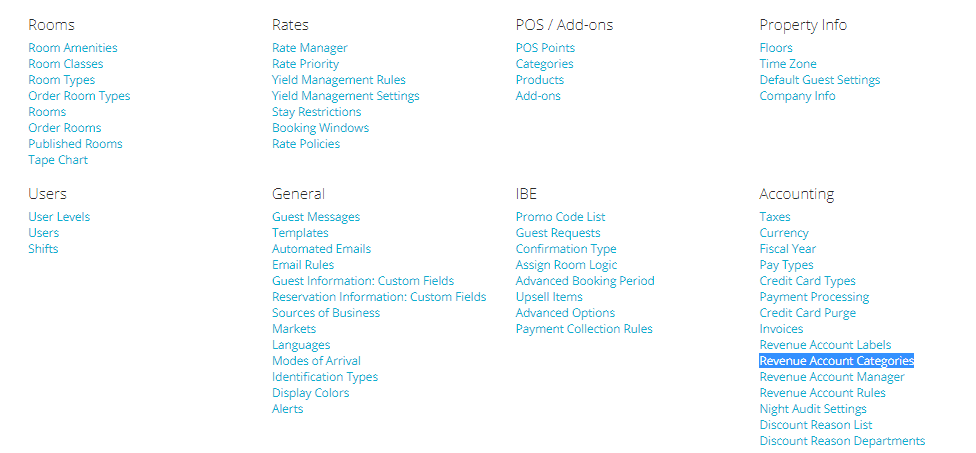 Rooms
Room Amenities
Room Classes
Room Types
Order Room Types
Rooms
Order Rooms
Published Rooms
Tape Chart
Rates
Rate Manager
Rate Priority
Yield Management Rules
Yield Management Settings
Stay Restrictions
Booking Windows
Rate Policies
POS / Add-ons
POS Points
Categories
Products
Add-ons
Property Info
Floors
Time Zone
Default Guest Settings
Company Info
Users
User Levels
Users
Shifts
General
Guest Messages
Templates
Automated Emails
Email Rules
Guest Information: Custom Fields
Reservation Information: Custom Fields
Sources of Business
Markets
Languages
Modes of Arrival
Identification Types
Display Colors
Alerts
IBE
Promo Code List
Guest Requests
Confirmation Type
Assign Room Logic
Advanced Booking Period
Upsell Items
Advanced Options
Payment Collection Rules
Accounting
Taxes
Currency
Fiscal Year
Pay Types
Credit Card Types
Payment Processing
Credit Card Purge
Invoices
Revenue Account Labels
Revenue Account Categories
Revenue Account Manager
Revenue Account Rules
Night Audit Settings
Discount Reason List
Discount Reason Departments